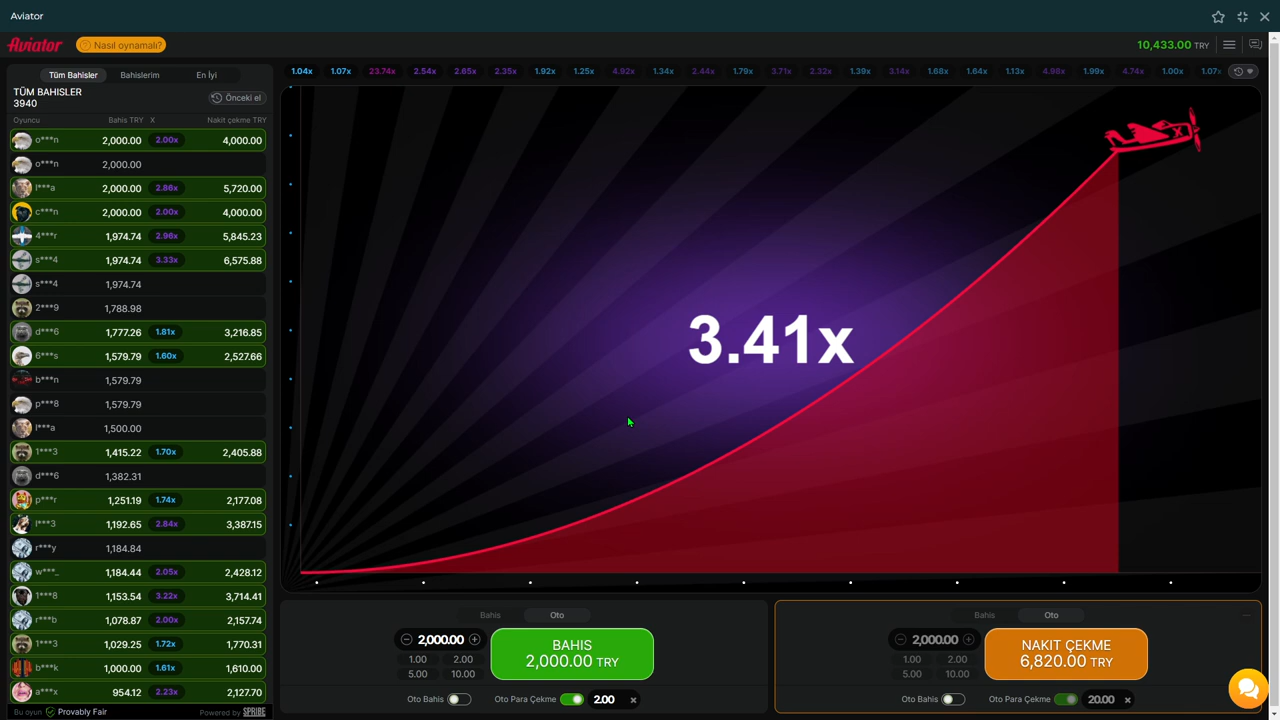 Aviator
Aviator
? Nasıl oynamalı?
10,433.00 TRY
Tüm Bahisler Bahislerim En İyi
1.04x 1.07x 23.74x 2.54x 2.65x 2.35x 1.92x 1.25x 4.92x 1.34x 2.44x 1.79x 3.71x 2.32x 1.39x 3.14x 1.68x 1.64x 1.13x 4.98x 1.99x 4.74x 1.00x 1.07x
TÜM BAHISLER
3940
Önceki el
Oyuncu Bahis TRY X Nakit çekme TRY
o***n 2,000.00 2.00x 4,000.00
o***n 2,000.00
l***a 2,000.00 2.86x 5,720.00
c***n 2,000.00 2.00x 4,000.00
4***r 1,974.74 2.96x 5,845.23
s***4 1,974.74 3.33x 6,575.88
s***4 1,974.74
2***9 1,788.98
d***6 1,777.26 1.81x 3,216.85
6***s 1,579.79 1.60x 2,527.66
b***n 1,579.79
p***8 1,579.79
l***a 1,500.00
1***3 1,415.22 1.70x 2,405.88
d***6 1,382.31
p***r 1,251.19 1.74x 2,177.08
l***3 1,192.65 2.84x 3,387.15
r***y 1,184.84
w***_ 1,184.44 2.05x 2,428.12
1***8 1,153.54 3.22x 3,714.41
r***b 1,078.87 2.00x 2,157.74
1***3 1,029.25 1.72x 1,770.31
b***k 1,000.00 1.61x 1,610.00
a***x 954.12 2.23x 2,127.70
Bu oyun Provably Fair Powered by SPRIBE
3.41x
Bahis Oto
2,000.00
1.00 2.00
5.00 10.00
BAHIS
2,000.00 TRY
Oto Bahis Oto Para Çekme 2.00 x
Bahis Oto
2,000.00
1.00 2.00
5.00 10.00
NAKIT ÇEKME
6,820.00 TRY
Oto Bahis Oto Para Çekme 20.00 x